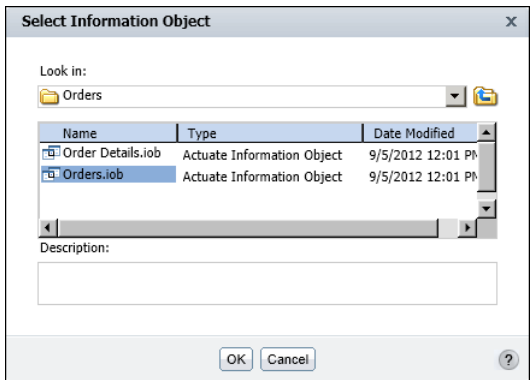 Select Information Object x
Look in:
Orders
Name Type Date Modified
Order Details.iob Actuate Information Object 9/5/2012 12:01 PM
Orders.iob Actuate Information Object 9/5/2012 12:01 PM
Description:
OK Cancel ?